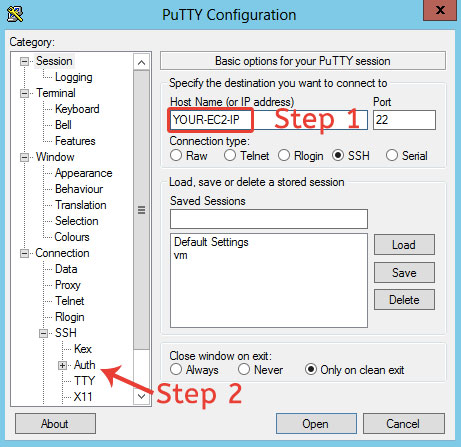 PuTTY Configuration
x
Category:
Session
Logging
Terminal
Keyboard
Bell
Features
Window
Appearance
Behaviour
Translation
Selection
Colours
Connection
Data
Proxy
Telnet
Rlogin
SSH
Kex
Auth
TTY
X11
Basic options for your PuTTY session
Specify the destination you want to connect to
Host Name (or IP address) Port
YOUR-EC2-IP Step 1 22
Connection type:
Raw Telnet Rlogin SSH Serial
Load, save or delete a stored session
Saved Sessions
Default Settings
vm
Load
Save
Delete
Close window on exit:
Always Never Only on clean exit
Step 2
About Open Cancel